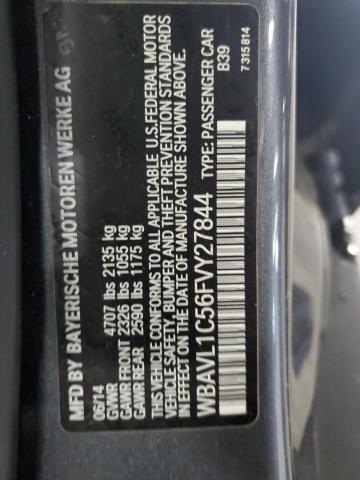 MFD BY BAYERISCHE MOTOREN WERKE AG
06/14
GVWR 4707 lbs 2135 kg
GAWR FRONT 2326 lbs 1055 kg
GAWR REAR 2590 lbs 1175 kg
THIS VEHICLE CONFORMS TO ALL APPLICABLE U.S.FEDERAL MOTOR
VEHICLE SAFETY, BUMPER AND THEFT PREVENTION STANDARDS
IN EFFECT ON THE DATE OF MANUFACTURE SHOWN ABOVE.
WBAVL1C56FVY27844 TYPE: PASSENGER CAR
B39
7315814